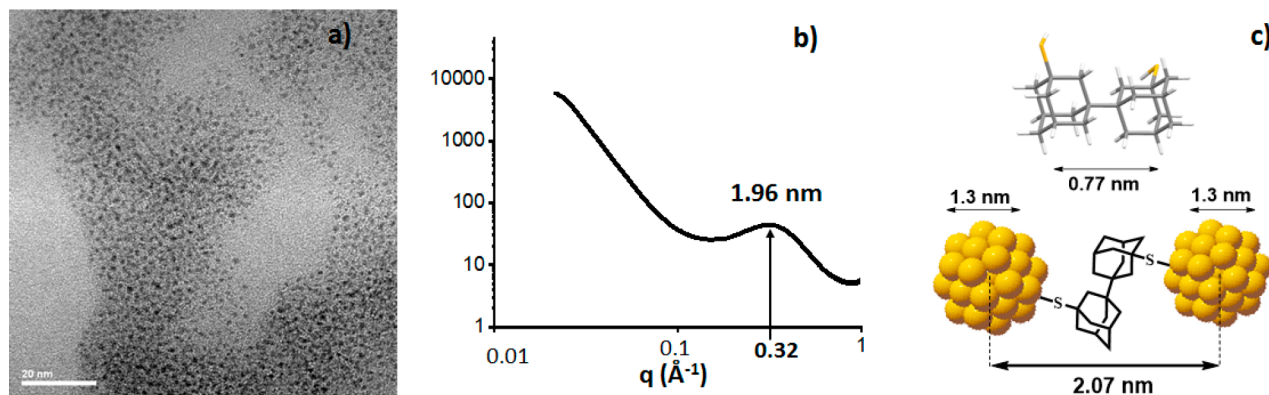 a)
20 nm
b)
10000
1000
100
10
1
1.96 nm
0.01
0.1
0.32
1
q (Å⁻¹)
c)
0.77 nm
1.3 nm
1.3 nm
S
S
2.07 nm